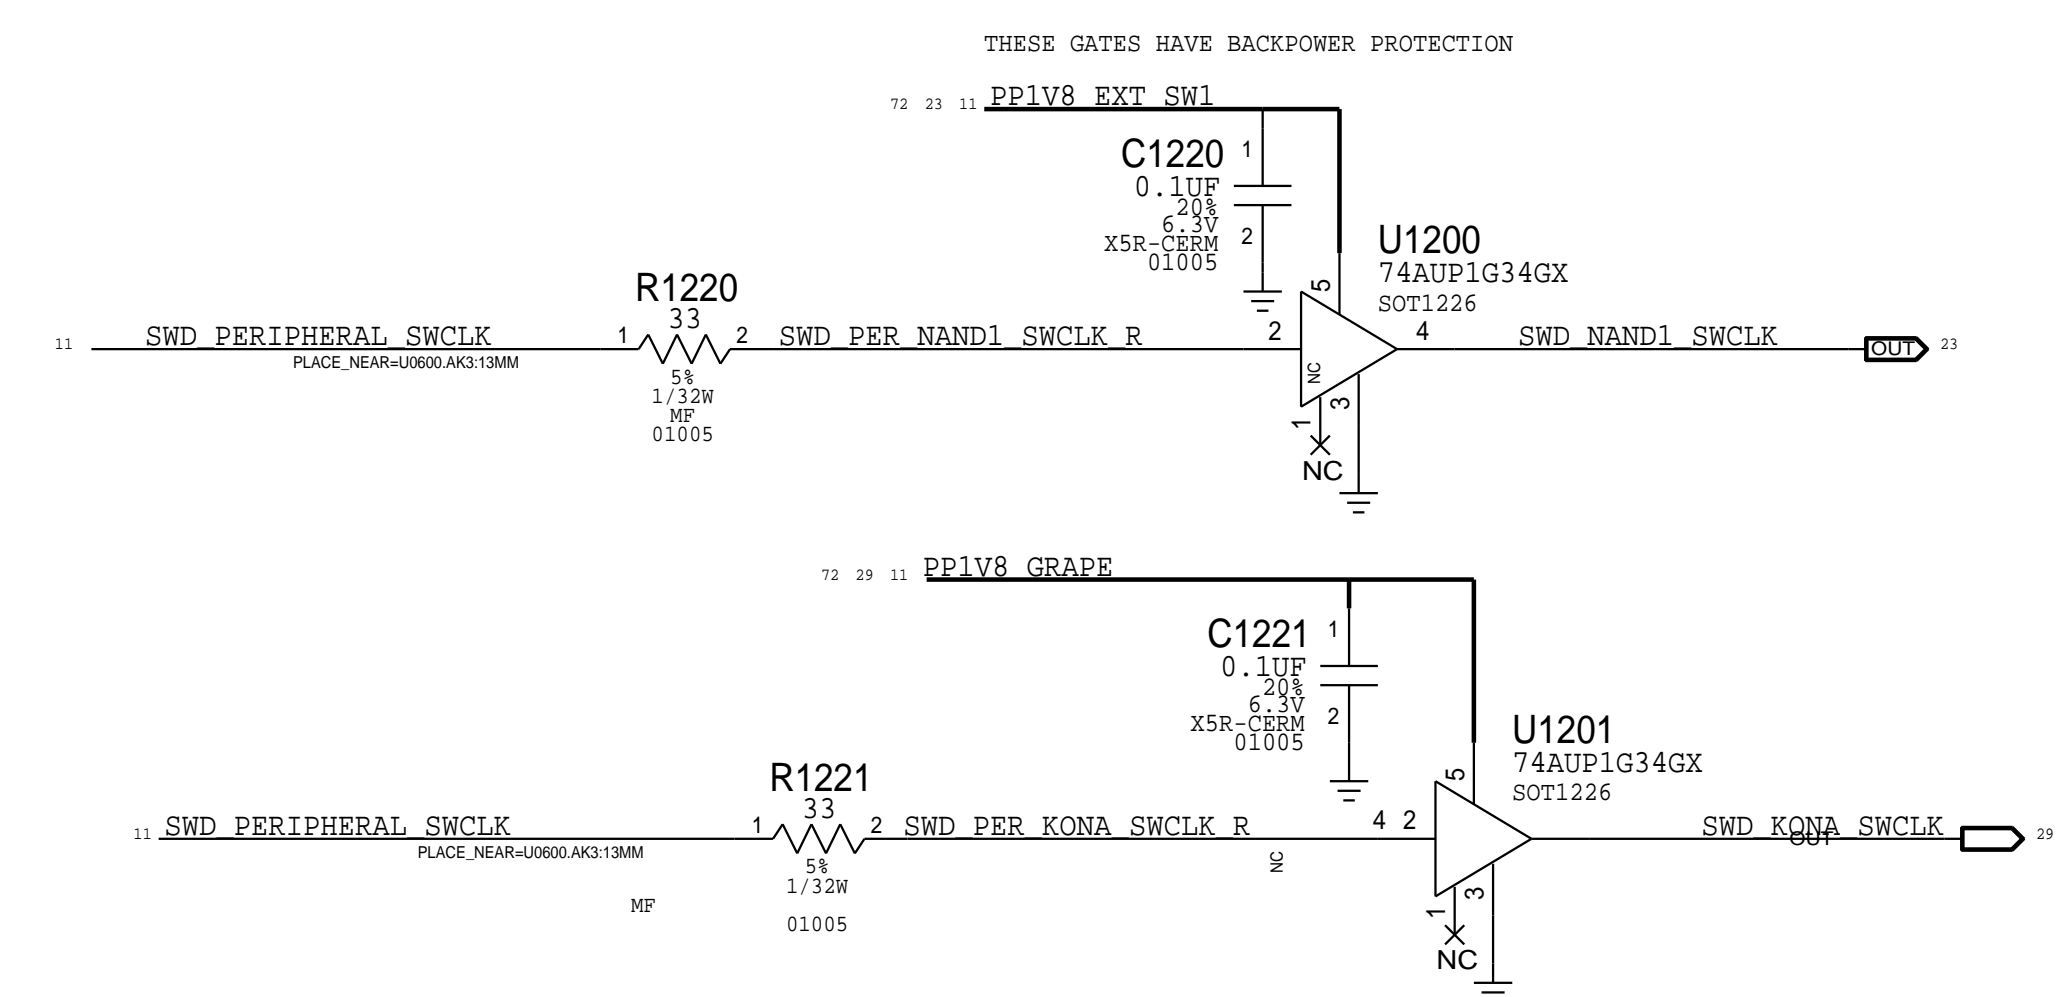 THESE GATES HAVE BACKPOWER PROTECTION
72 23 11 PP1V8_EXT_SW1
C1220 1
0.1UF
20%
6.3V
X5R-CERM
01005
2
U1200
74AUP1G34GX
SOT1226
5
R1220
33
11 SWD_PERIPHERAL_SWCLK 1 2 SWD_PER_NAND1_SWCLK_R 2 4 SWD_NAND1_SWCLK OUT 23
PLACE_NEAR=U0600.AK3:13MM
5%
1/32W
MF
01005
NC
1 3
NC
72 29 11 PP1V8_GRAPE
C1221 1
0.1UF
20%
6.3V
X5R-CERM
01005
2
U1201
74AUP1G34GX
SOT1226
5
R1221
33
11 SWD_PERIPHERAL_SWCLK 1 2 SWD_PER_KONA_SWCLK_R 4 2 SWD_KONA_SWCLK 29
OUT
PLACE_NEAR=U0600.AK3:13MM
5%
1/32W
MF
01005
NC
1 3
NC